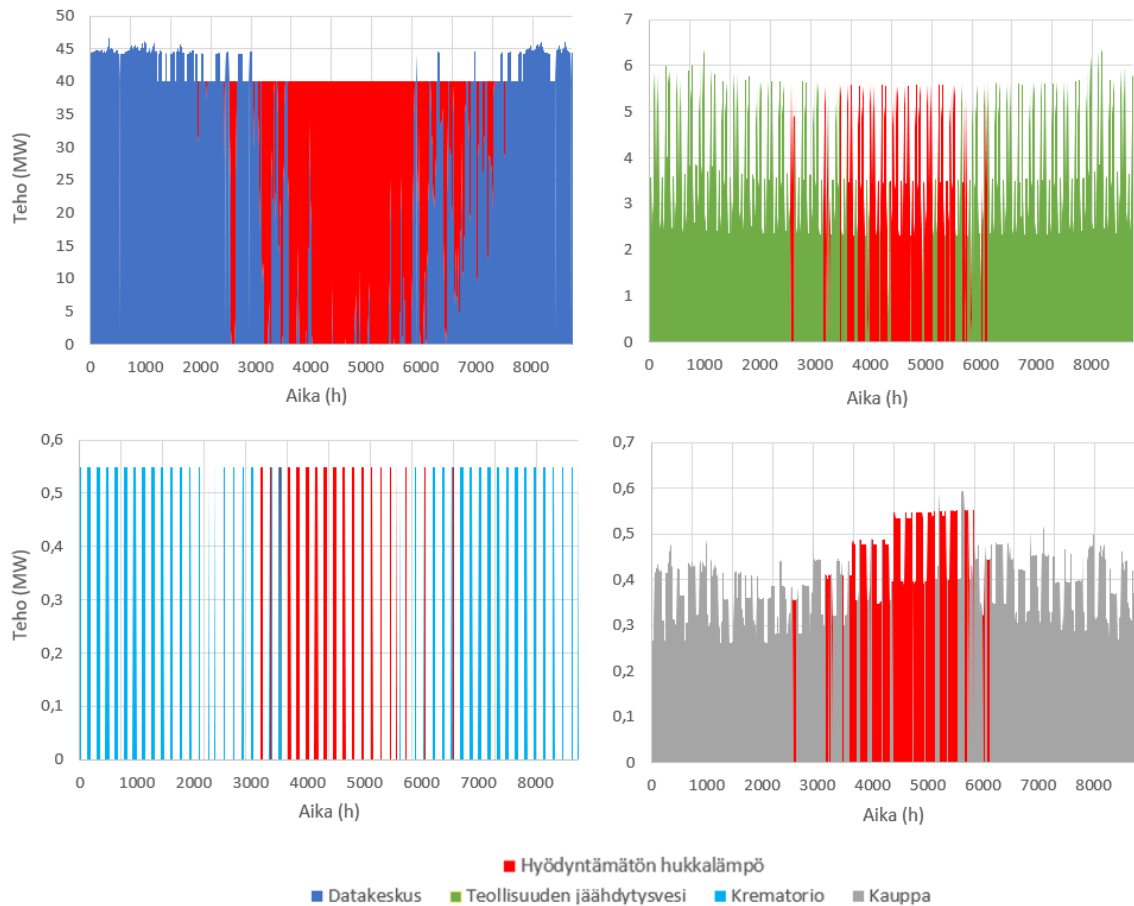 50
45
40
35
30
25
20
15
10
5
0
Teho (MW)
0 1000 2000 3000 4000 5000 6000 7000 8000
Aika (h)
7
6
5
4
3
2
1
0
0 1000 2000 3000 4000 5000 6000 7000 8000
Aika (h)
0,6
0,5
0,4
0,3
0,2
0,1
0
Teho (MW)
0 1000 2000 3000 4000 5000 6000 7000 8000
Aika (h)
0,7
0,6
0,5
0,4
0,3
0,2
0,1
0
0 1000 2000 3000 4000 5000 6000 7000 8000
Aika (h)
Hyödyntämätön hukkalämpö
Datakeskus Teollisuuden jäähdytysvesi Krematorio Kauppa